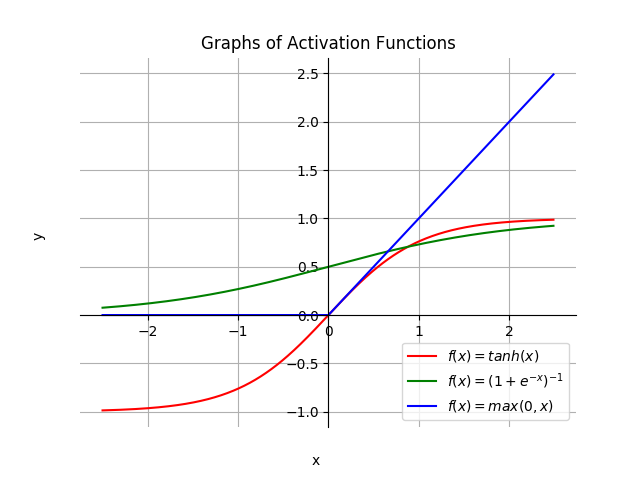 Graphs of Activation Functions
2.5
2.0
1.5
1.0
0.5
0.0
−0.5
−1.0
−2
−1
0
1
2
y
x
f(x) = tanh(x)
f(x) = (1 + e⁻ˣ)⁻¹
f(x) = max(0, x)